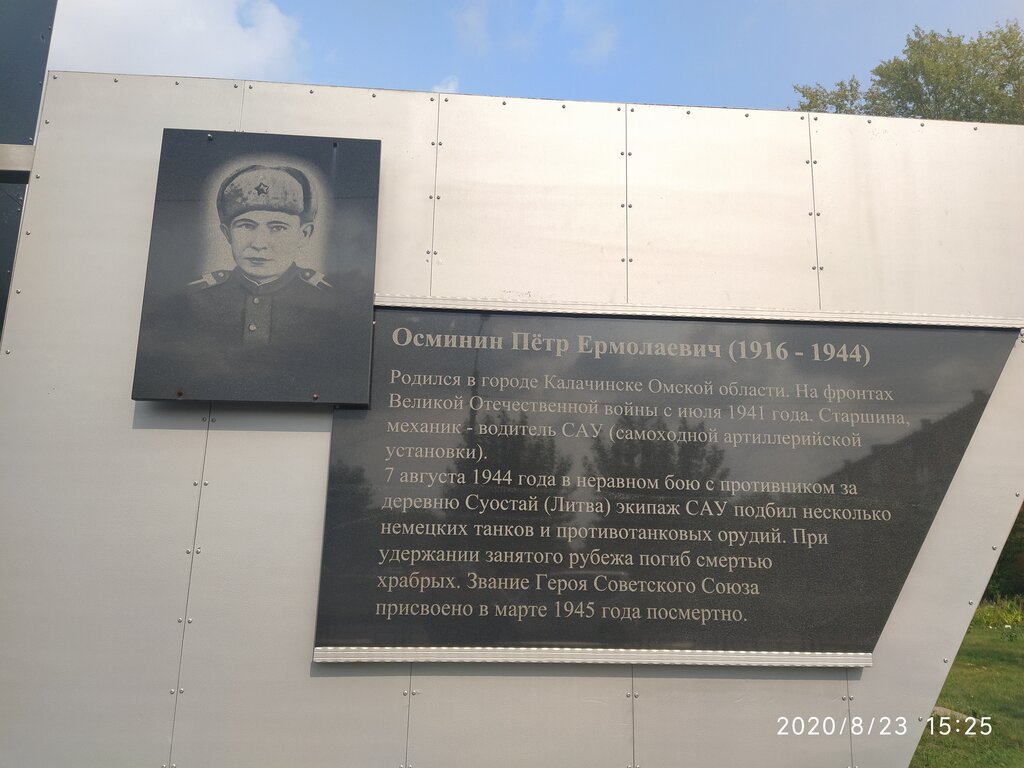 Осминин Пётр Ермолаевич (1916 - 1944)
Родился в городе Калачинске Омской области. На фронтах
Великой Отечественной войны с июля 1941 года. Старшина,
механик - водитель САУ (самоходной артиллерийской
установки).
7 августа 1944 года в неравном бою с противником за
деревню Суостай (Литва) экипаж САУ подбил несколько
немецких танков и противотанковых орудий. При
удержании занятого рубежа погиб смертью
храбрых. Звание Героя Советского Союза
присвоено в марте 1945 года посмертно.
2020/8/23 15:25